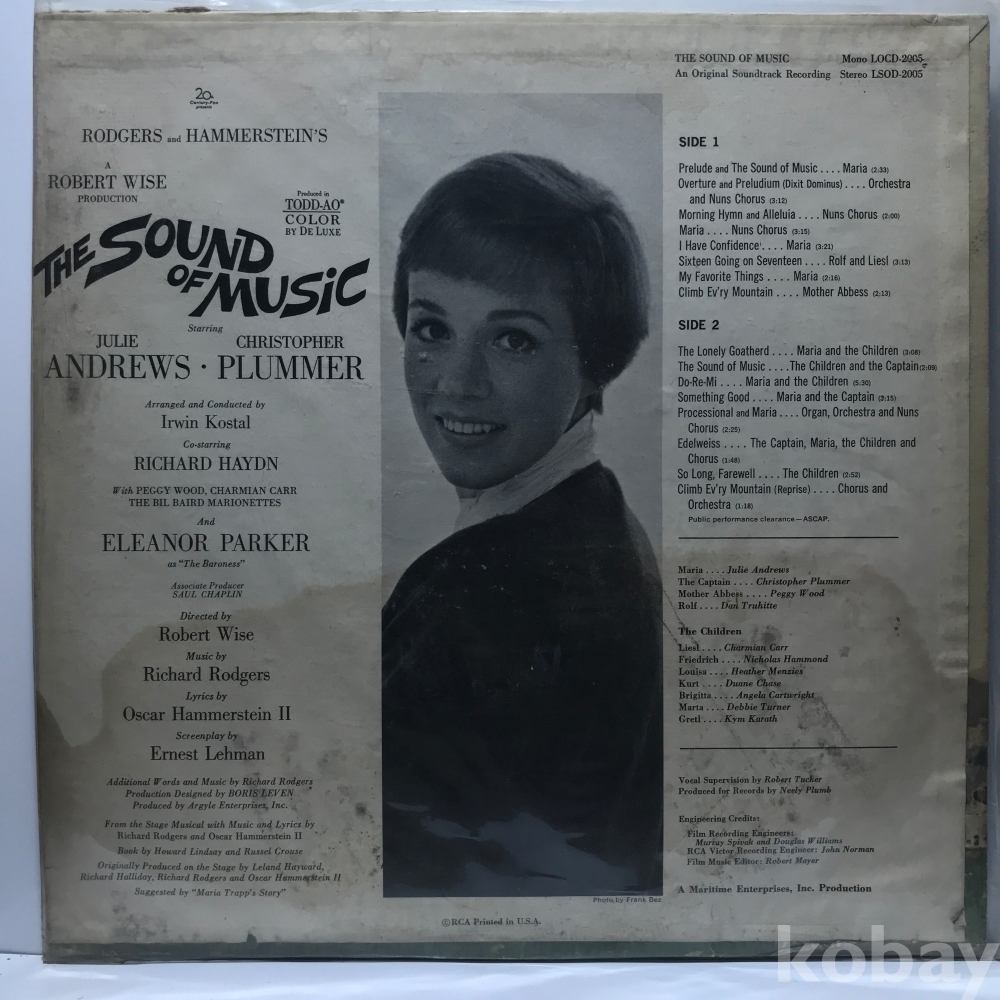 20th
Century-Fox
presents
RODGERS and HAMMERSTEIN'S
A
ROBERT WISE
PRODUCTION
Produced in
TODD-AO®
COLOR
BY DE LUXE
THE SOUND
OF MUSIC
Starring
JULIE CHRISTOPHER
ANDREWS · PLUMMER
Arranged and Conducted by
Irwin Kostal
Co-starring
RICHARD HAYDN
With PEGGY WOOD, CHARMIAN CARR
THE BIL BAIRD MARIONETTES
And
ELEANOR PARKER
as "The Baroness"
Associate Producer
SAUL CHAPLIN
Directed by
Robert Wise
Music by
Richard Rodgers
Lyrics by
Oscar Hammerstein II
Screenplay by
Ernest Lehman
Additional Words and Music by Richard Rodgers
Production Designed by BORIS LEVEN
Produced by Argyle Enterprises, Inc.
From the Stage Musical with Music and Lyrics by
Richard Rodgers and Oscar Hammerstein II
Book by Howard Lindsay and Russel Crouse
Originally Produced on the Stage by Leland Hayward,
Richard Halliday, Richard Rodgers and Oscar Hammerstein II
Suggested by "Maria Trapp's Story"
Photo by Frank Bez
©RCA Printed in U.S.A.
THE SOUND OF MUSIC Mono LOCD-2005
An Original Soundtrack Recording Stereo LSOD-2005
SIDE 1
Prelude and The Sound of Music . . . . Maria (2:33)
Overture and Preludium (Dixit Dominus) . . . . Orchestra
and Nuns Chorus (3:12)
Morning Hymn and Alleluia . . . . Nuns Chorus (2:00)
Maria . . . . Nuns Chorus (3:15)
I Have Confidence . . . . Maria (3:21)
Sixteen Going on Seventeen . . . . Rolf and Liesl (3:13)
My Favorite Things . . . . Maria (2:16)
Climb Ev'ry Mountain . . . . Mother Abbess (2:13)
SIDE 2
The Lonely Goatherd . . . . Maria and the Children (3:08)
The Sound of Music . . . . The Children and the Captain (2:09)
Do-Re-Mi . . . . Maria and the Children (5:30)
Something Good . . . . Maria and the Captain (3:15)
Processional and Maria . . . . Organ, Orchestra and Nuns
Chorus (2:25)
Edelweiss . . . . The Captain, Maria, the Children and
Chorus (1:48)
So Long, Farewell . . . . The Children (2:52)
Climb Ev'ry Mountain (Reprise) . . . . Chorus and
Orchestra (1:18)
Public performance clearance—ASCAP.
Maria . . . . Julie Andrews
The Captain . . . . Christopher Plummer
Mother Abbess . . . . Peggy Wood
Rolf . . . . Dan Truhitte
The Children
Liesl . . . . Charmian Carr
Friedrich . . . . Nicholas Hammond
Louisa . . . . Heather Menzies
Kurt . . . . Duane Chase
Brigitta . . . . Angela Cartwright
Marta . . . . Debbie Turner
Gretl . . . . Kym Karath
Vocal Supervision by Robert Tucker
Produced for Records by Neely Plumb
Engineering Credits:
Film Recording Engineers:
Murray Spivak and Douglas Williams
RCA Victor Recording Engineer: John Norman
Film Music Editor: Robert Mayer
A Maritime Enterprises, Inc. Production
kobay